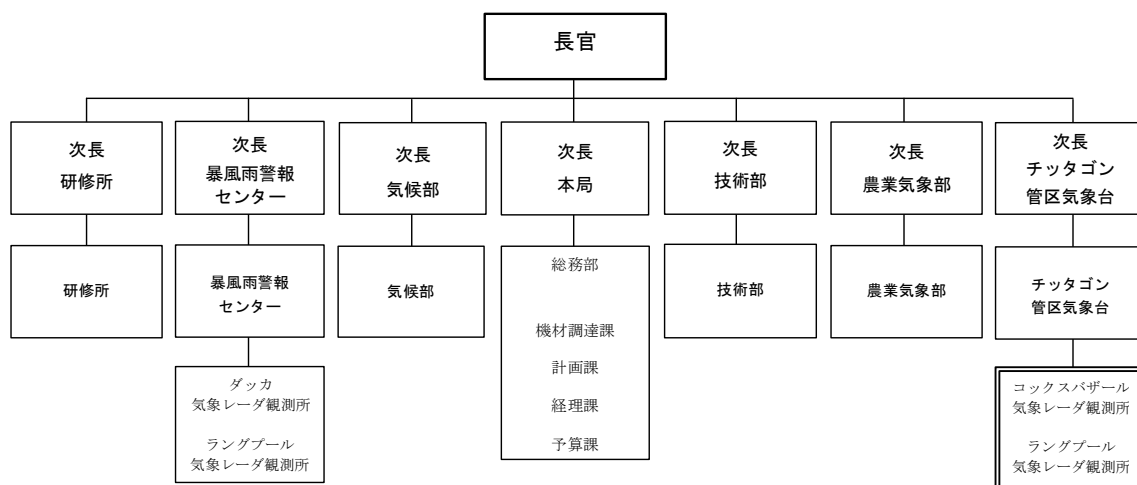 長官
次長
研修所
次長
暴風雨警報
センター
次長
気候部
次長
本局
次長
技術部
次長
農業気象部
次長
チッタゴン
管区気象台
研修所
暴風雨警報
センター
気候部
総務部
機材調達課
計画課
経理課
予算課
技術部
農業気象部
チッタゴン
管区気象台
ダッカ
気象レーダ観測所
ラングプール
気象レーダ観測所
コックスバザール
気象レーダ観測所
ラングプール
気象レーダ観測所